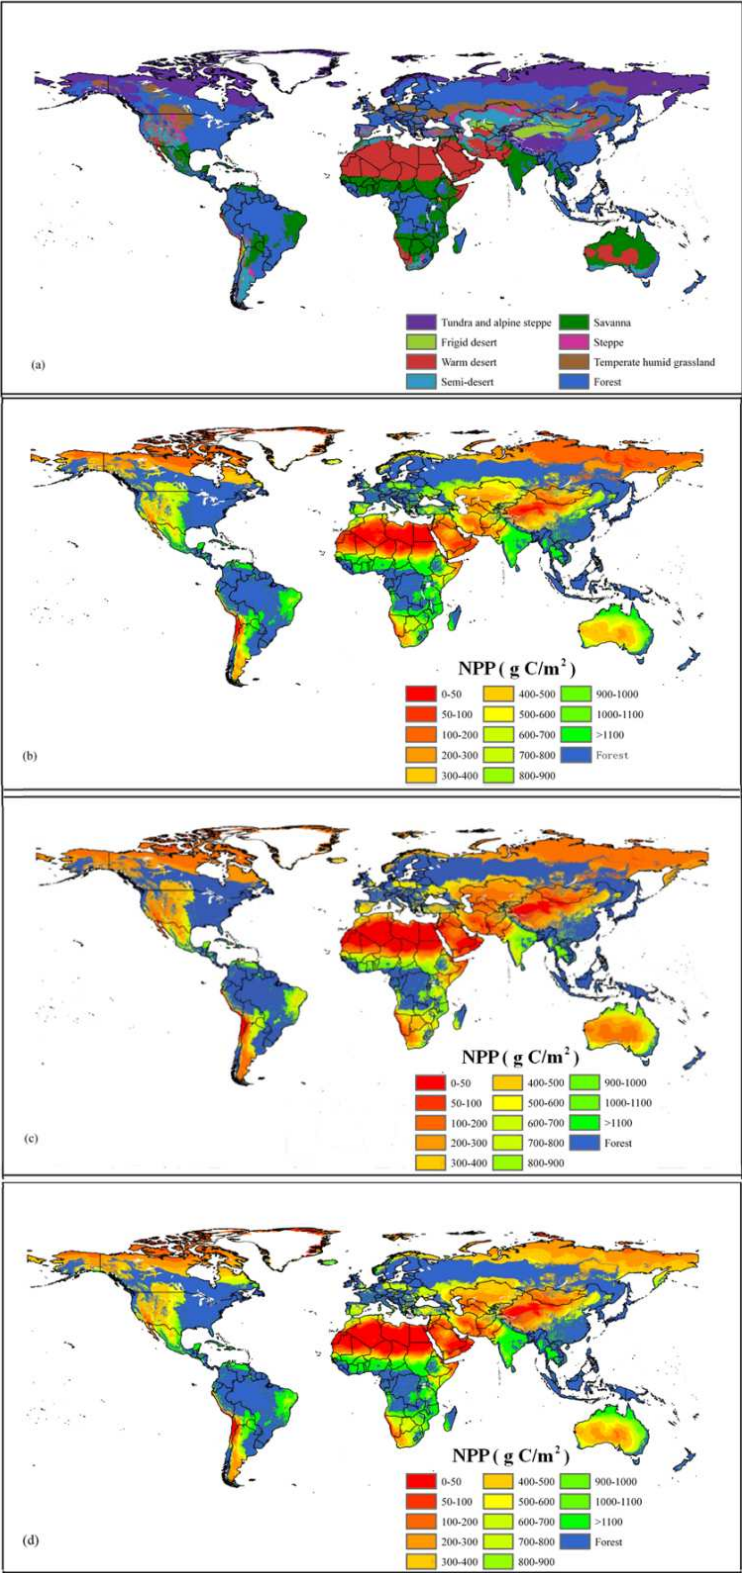 Tundra and alpine steppe Savanna
Frigid desert Steppe
Warm desert Temperate humid grassland
Semi-desert Forest
(a)
NPP ( g C/m²)
0-50 400-500 900-1000
50-100 500-600 1000-1100
100-200 600-700 >1100
200-300 700-800 Forest
300-400 800-900
(b)
NPP ( g C/m²)
0-50 400-500 900-1000
50-100 500-600 1000-1100
100-200 600-700 >1100
200-300 700-800 Forest
300-400 800-900
(c)
NPP ( g C/m²)
0-50 400-500 900-1000
50-100 500-600 1000-1100
100-200 600-700 >1100
200-300 700-800 Forest
300-400 800-900
(d)